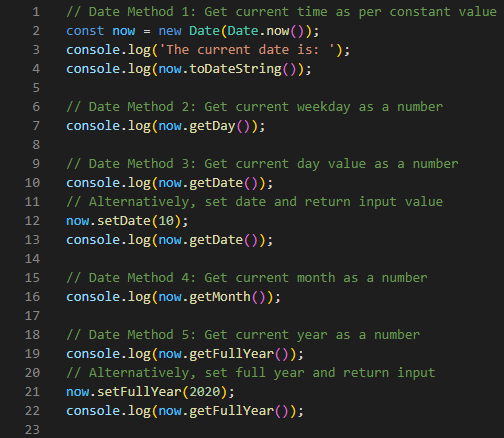 1 // Date Method 1: Get current time as per constant value
2 const now = new Date(Date.now());
3 console.log('The current date is: ');
4 console.log(now.toDateString());
5
6 // Date Method 2: Get current weekday as a number
7 console.log(now.getDay());
8
9 // Date Method 3: Get current day value as a number
10 console.log(now.getDate());
11 // Alternatively, set date and return input value
12 now.setDate(10);
13 console.log(now.getDate());
14
15 // Date Method 4: Get current month as a number
16 console.log(now.getMonth());
17
18 // Date Method 5: Get current year as a number
19 console.log(now.getFullYear());
20 // Alternatively, set full year and return input
21 now.setFullYear(2020);
22 console.log(now.getFullYear());
23